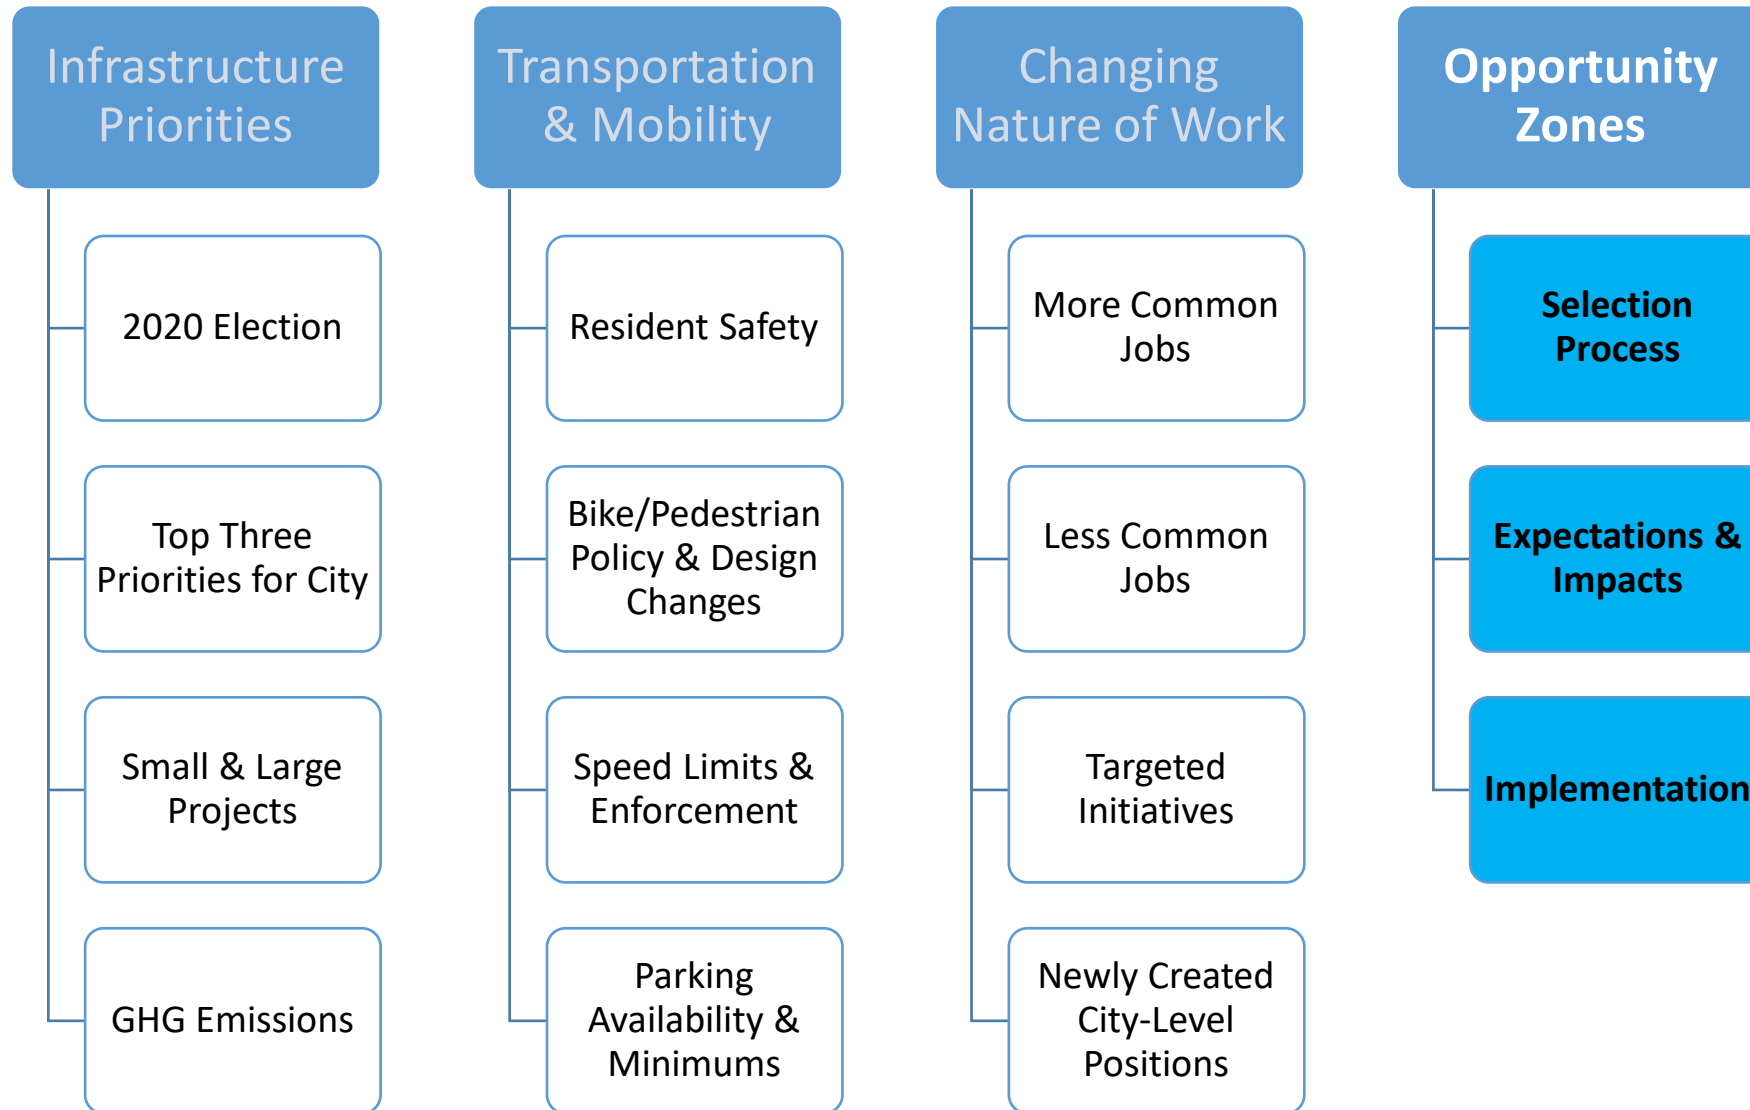 Infrastructure
Priorities
2020 Election
Top Three
Priorities for City
Small & Large
Projects
GHG Emissions
Transportation
& Mobility
Resident Safety
Bike/Pedestrian
Policy & Design
Changes
Speed Limits &
Enforcement
Parking
Availability &
Minimums
Changing
Nature of Work
More Common
Jobs
Less Common
Jobs
Targeted
Initiatives
Newly Created
City-Level
Positions
Opportunity
Zones
Selection
Process
Expectations &
Impacts
Implementation